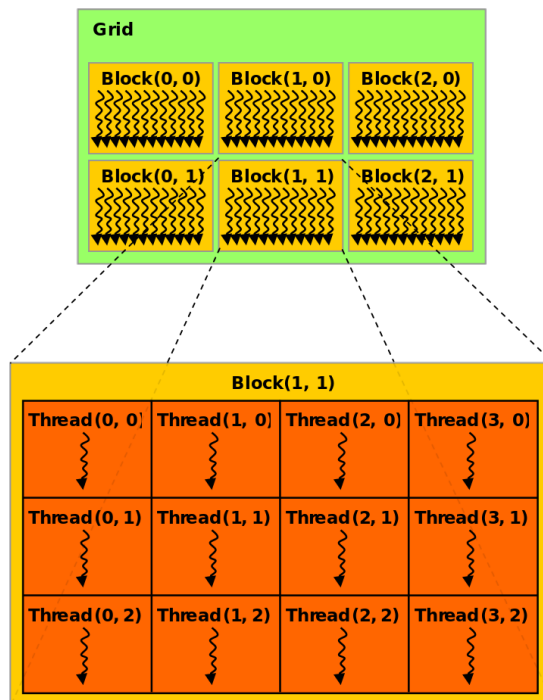 Grid
Block(0, 0) Block(1, 0) Block(2, 0)
Block(0, 1) Block(1, 1) Block(2, 1)
Block(1, 1)
Thread(0, 0) Thread(1, 0) Thread(2, 0) Thread(3, 0)
Thread(0, 1) Thread(1, 1) Thread(2, 1) Thread(3, 1)
Thread(0, 2) Thread(1, 2) Thread(2, 2) Thread(3, 2)